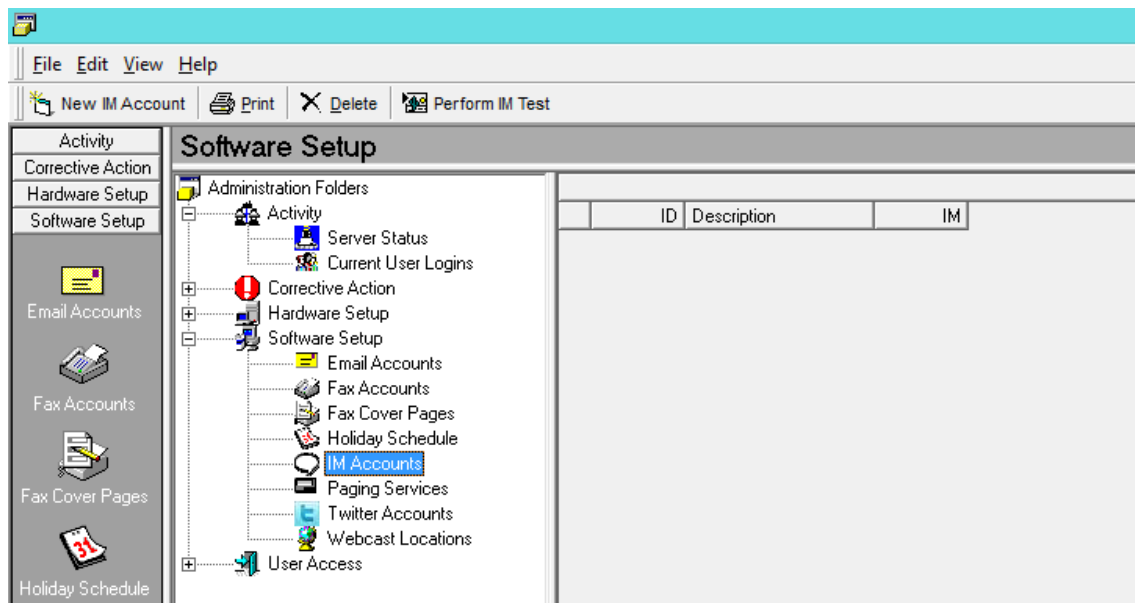 File Edit View Help
New IM Account Print Delete Perform IM Test
Activity
Corrective Action
Hardware Setup
Software Setup
Email Accounts
Fax Accounts
Fax Cover Pages
31
Holiday Schedule
Software Setup
Administration Folders
Activity
Server Status
Current User Logins
Corrective Action
Hardware Setup
Software Setup
Email Accounts
Fax Accounts
Fax Cover Pages
Holiday Schedule
IM Accounts
Paging Services
Twitter Accounts
Webcast Locations
User Access
ID Description IM